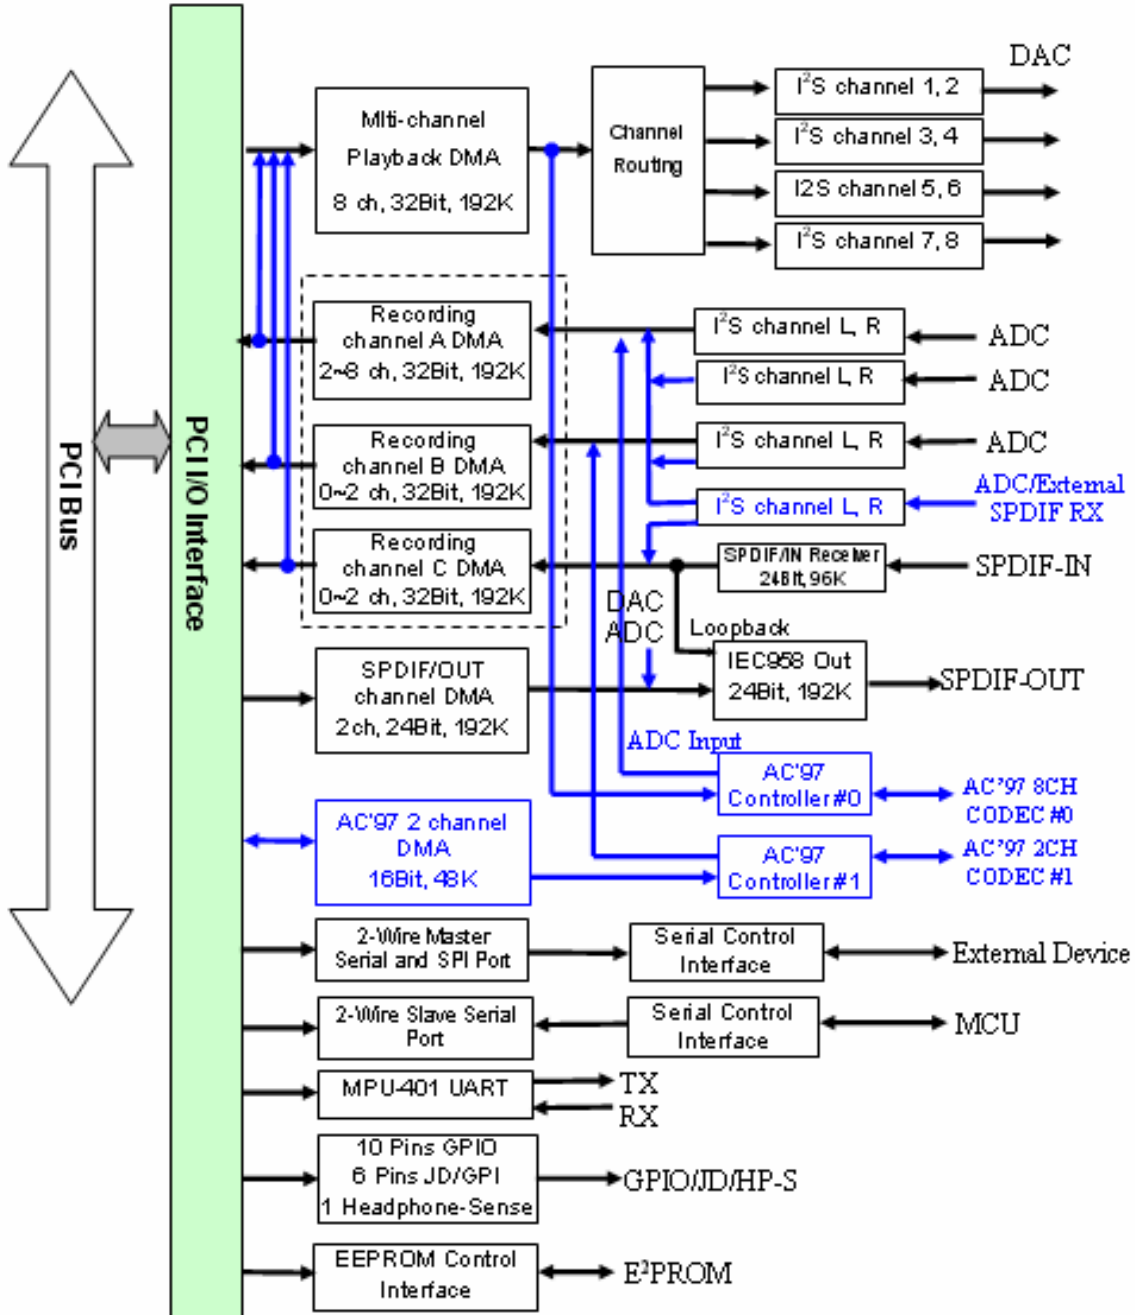 DAC
Mlti-channel
Playback DMA
8 ch, 32Bit, 192K
Channel
Routing
I²S channel 1, 2
I²S channel 3, 4
I2S channel 5, 6
I²S channel 7, 8
Recording
channel A DMA
2~8 ch, 32Bit, 192K
I²S channel L, R
ADC
I²S channel L, R
ADC
Recording
channel B DMA
0~2 ch, 32Bit, 192K
I²S channel L, R
ADC
I²S channel L, R
ADC/External
SPDIF RX
Recording
channel C DMA
0~2 ch, 32Bit, 192K
SPDIF/IN Receiver
24Bit, 96K
SPDIF-IN
DAC
ADC
Loopback
SPDIF/OUT
channel DMA
2ch, 24Bit, 192K
IEC958 Out
24Bit, 192K
SPDIF-OUT
ADC Input
AC'97
Controller#0
AC'97 8CH
CODEC #0
AC'97 2 channel
DMA
16Bit, 48K
AC'97
Controller#1
AC'97 2CH
CODEC #1
PCI Bus
PCI I/O Interface
2-Wire Master
Serial and SPI Port
Serial Control
Interface
External Device
2-Wire Slave Serial
Port
Serial Control
Interface
MCU
MPU-401 UART
TX
RX
10 Pins GPIO
6 Pins JD/GPI
1 Headphone-Sense
GPIO/JD/HP-S
EEPROM Control
Interface
E²PROM